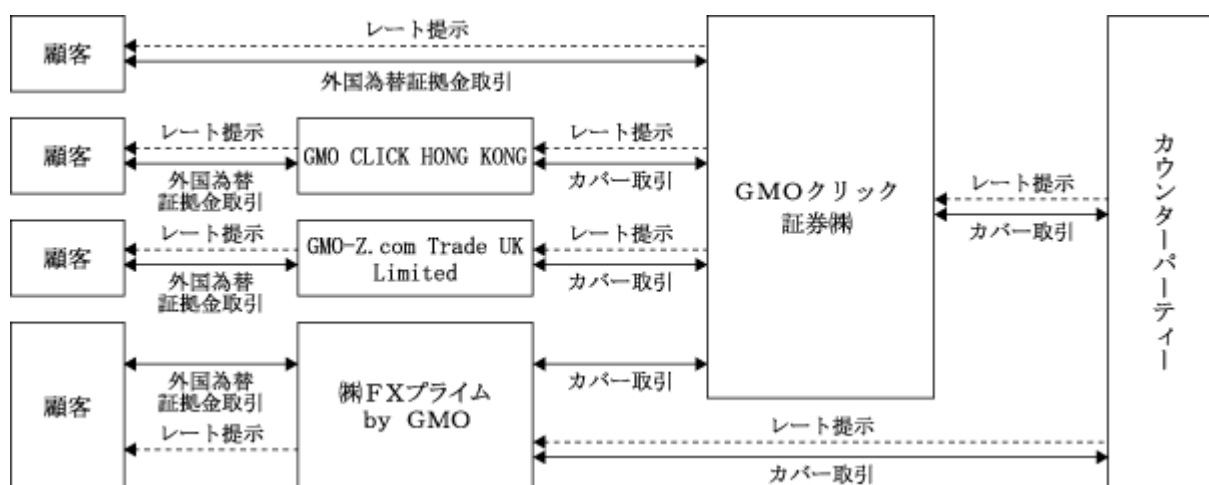 レート提示
顧客
外国為替証拠金取引
レート提示
レート提示
顧客
GMO CLICK HONG KONG
外国為替
証拠金取引
カバー取引
GMOクリック
証券㈱
レート提示
カバー取引
カウンターパーティー
レート提示
レート提示
顧客
GMO-Z.com Trade UK
Limited
外国為替
証拠金取引
カバー取引
顧客
外国為替
証拠金取引
レート提示
㈱FXプライム
by GMO
カバー取引
レート提示
カバー取引